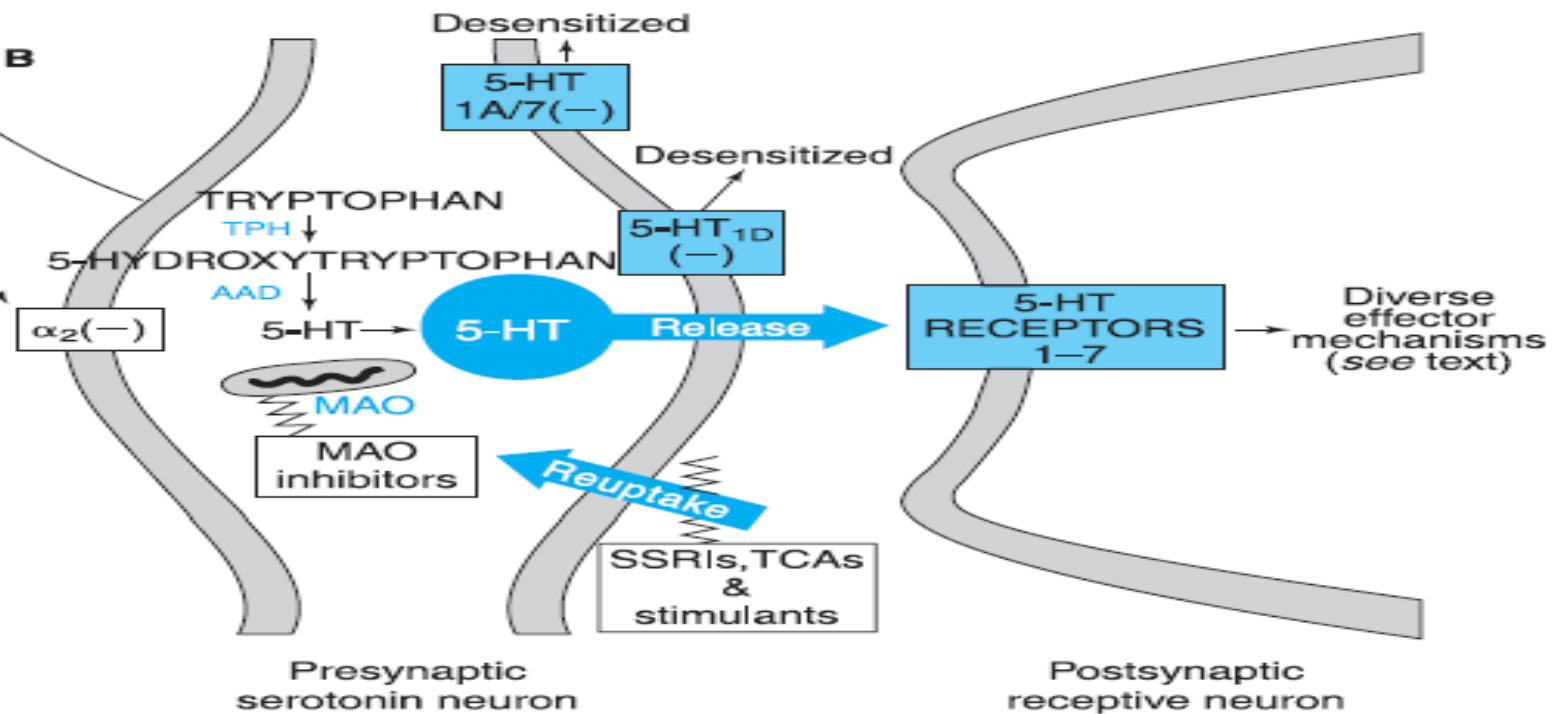 B
Desensitized
5-HT
1A/7(—)
Desensitized
TRYPTOPHAN
TPH
5-HT1D
(—)
5-HYDROXYTRYPTOPHAN
AAD
α2(—)
5-HT
5-HT
Release
5-HT
RECEPTORS
1–7
Diverse
effector
mechanisms
(see text)
MAO
MAO
inhibitors
Reuptake
SSRIs,TCAs
&
stimulants
Presynaptic
serotonin neuron
Postsynaptic
receptive neuron